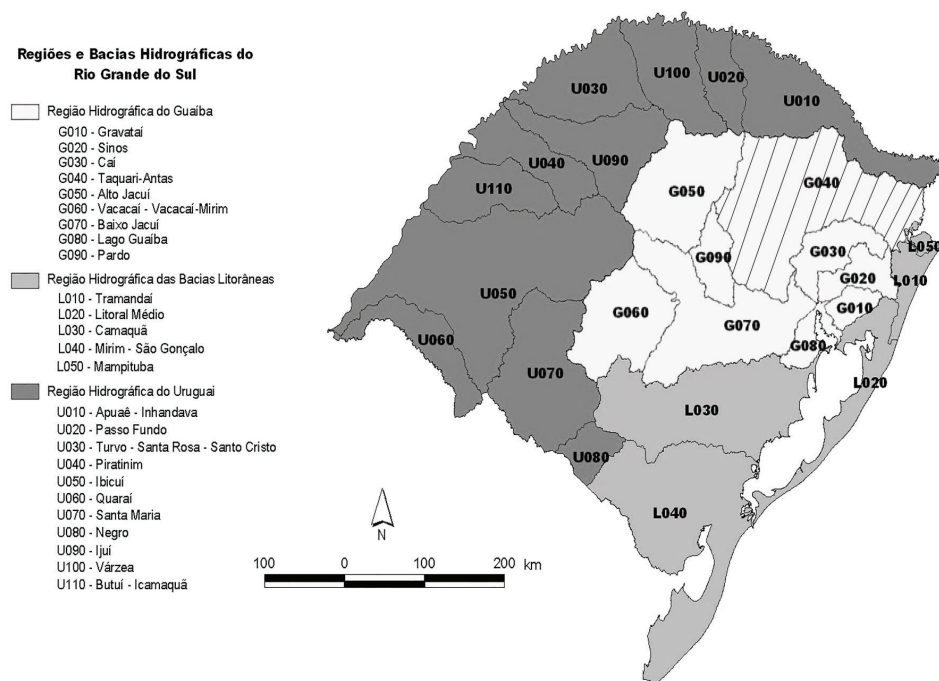 Regiões e Bacias Hidrográficas do
Rio Grande do Sul
Região Hidrográfica do Guaíba
G010 - Gravataí
G020 - Sinos
G030 - Caí
G040 - Taquari-Antas
G050 - Alto Jacuí
G060 - Vacacaí - Vacacaí-Mirim
G070 - Baixo Jacuí
G080 - Lago Guaíba
G090 - Pardo
Região Hidrográfica das Bacias Litorâneas
L010 - Tramandaí
L020 - Litoral Médio
L030 - Camaquã
L040 - Mirim - São Gonçalo
L050 - Mampituba
Região Hidrográfica do Uruguai
U010 - Apuaê - Inhandava
U020 - Passo Fundo
U030 - Turvo - Santa Rosa - Santo Cristo
U040 - Piratinim
U050 - Ibicuí
U060 - Quaraí
U070 - Santa Maria
U080 - Negro
U090 - Ijuí
U100 - Várzea
U110 - Butuí - Icamaquã
U100
U020
U030
U010
U040
U090
U110
G050
G040
L050
G090
G030
G020
L010
U050
G060
G070
G010
U060
G080
U070
L020
L030
U080
L040
N
100 0 100 200 km